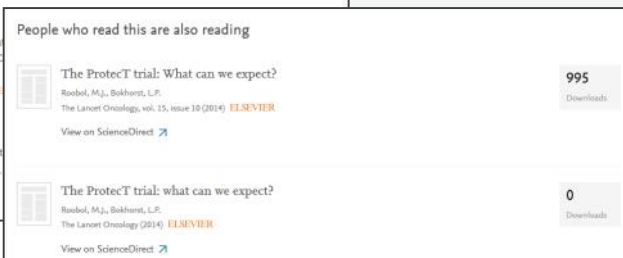 People who read this are also reading
The ProtecT trial: What can we expect?
995
Roobol, M.J., Bokhorst, L.P.
Downloads
The Lancet Oncology, vol. 15, issue 10 (2014) ELSEVIER
View on ScienceDirect
The ProtecT trial: what can we expect?
0
Roobol, M.J., Bokhorst, L.P.
Downloads
The Lancet Oncology (2014) ELSEVIER
View on ScienceDirect